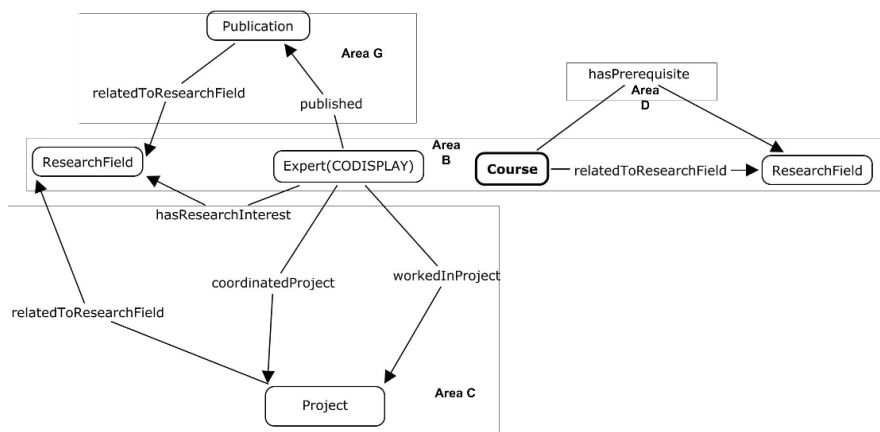 Publication
Area G
hasPrerequisite
Area
D
relatedToResearchField
published
Area
B
ResearchField
Expert(CODISPLAY)
Course
relatedToResearchField
ResearchField
hasResearchInterest
coordinatedProject
workedInProject
relatedToResearchField
Area C
Project